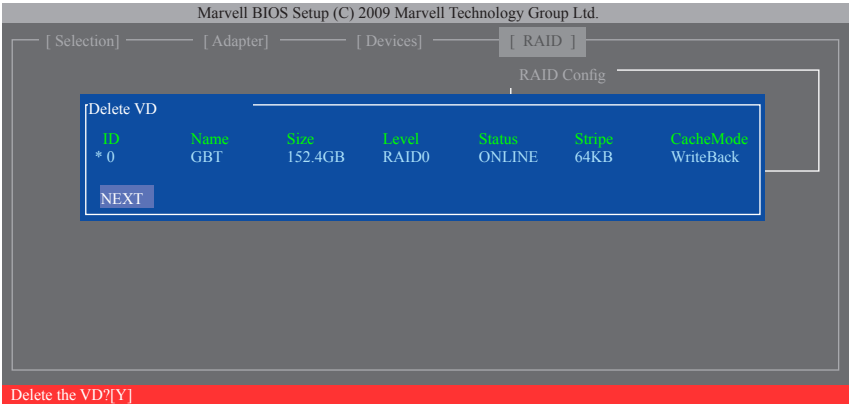 Marvell BIOS Setup (C) 2009 Marvell Technology Group Ltd.
[ Selection] [ Adapter] [ Devices] [ RAID ]
RAID Config
Delete VD
ID Name Size Level Status Stripe CacheMode
* 0 GBT 152.4GB RAID0 ONLINE 64KB WriteBack
NEXT
Delete the VD?[Y]